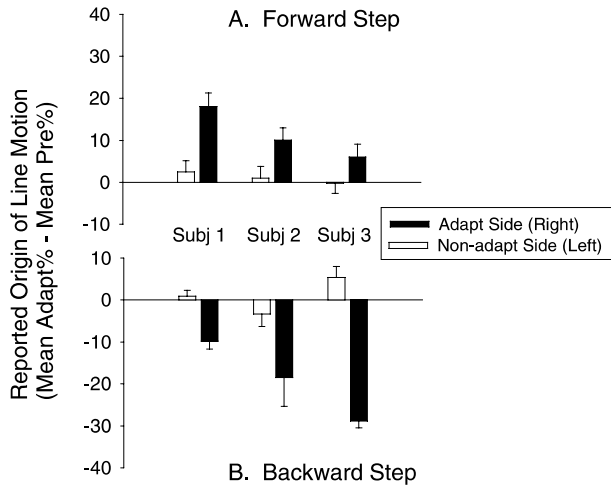 A. Forward Step
Reported Origin of Line Motion
(Mean Adapt% - Mean Pre%)
40
30
20
10
0
-10
Subj 1 Subj 2 Subj 3
Adapt Side (Right)
Non-adapt Side (Left)
10
0
-10
-20
-30
-40
B. Backward Step